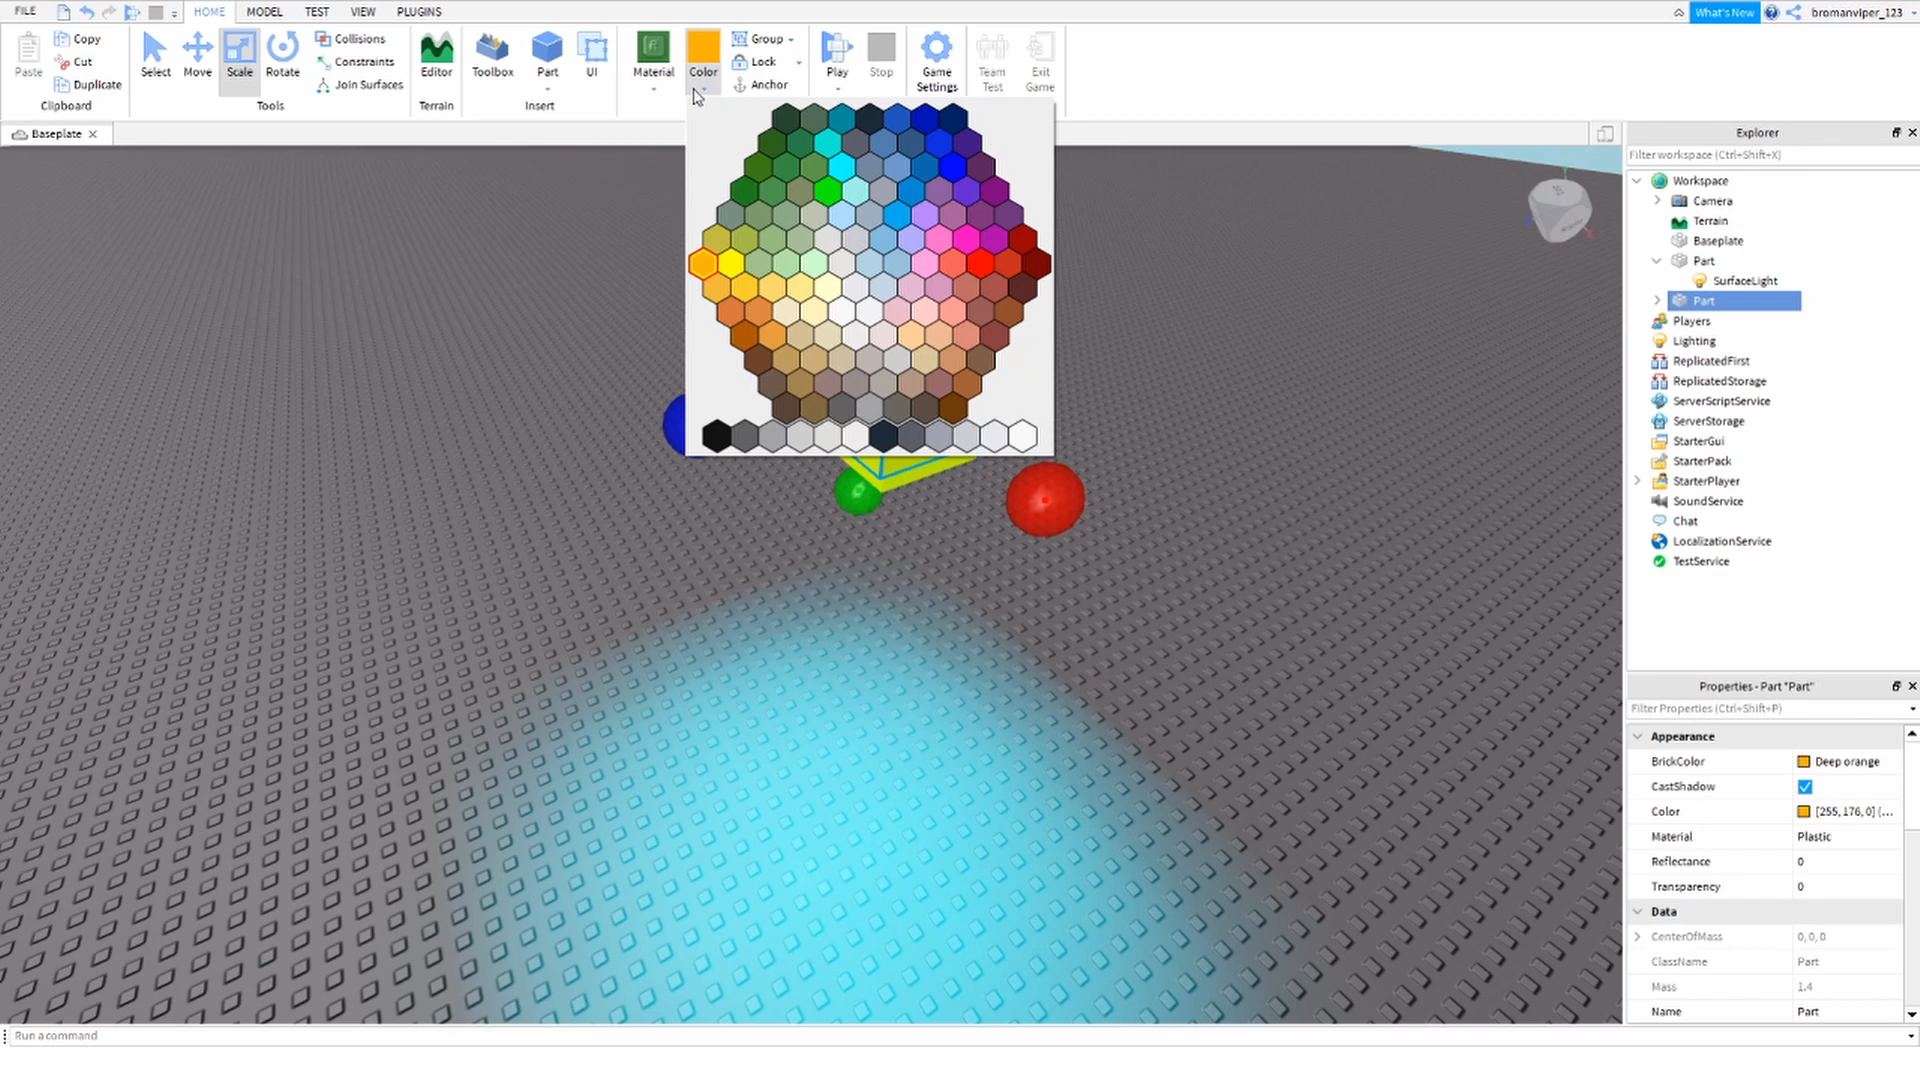 FILE HOME MODEL TEST VIEW PLUGINS What's New bromanviper_123
Paste Copy Cut Duplicate Clipboard
Select Move Scale Rotate Collisions Constraints Join Surfaces Tools
Editor Terrain
Toolbox Part UI Insert
Material Color Group Lock Anchor
Play Stop Game Settings Team Test Exit Game
Baseplate
Explorer
Filter workspace (Ctrl+Shift+X)
Workspace
Camera
Terrain
Baseplate
Part
SurfaceLight
Part
Players
Lighting
ReplicatedFirst
ReplicatedStorage
ServerScriptService
ServerStorage
StarterGui
StarterPack
StarterPlayer
SoundService
Chat
LocalizationService
TestService
Properties - Part "Part"
Filter Properties (Ctrl+Shift+P)
Appearance
BrickColor Deep orange
CastShadow
Color [255, 176, 0] (...
Material Plastic
Reflectance 0
Transparency 0
Data
CenterOfMass 0, 0, 0
ClassName Part
Mass 1.4
Name Part
Run a command